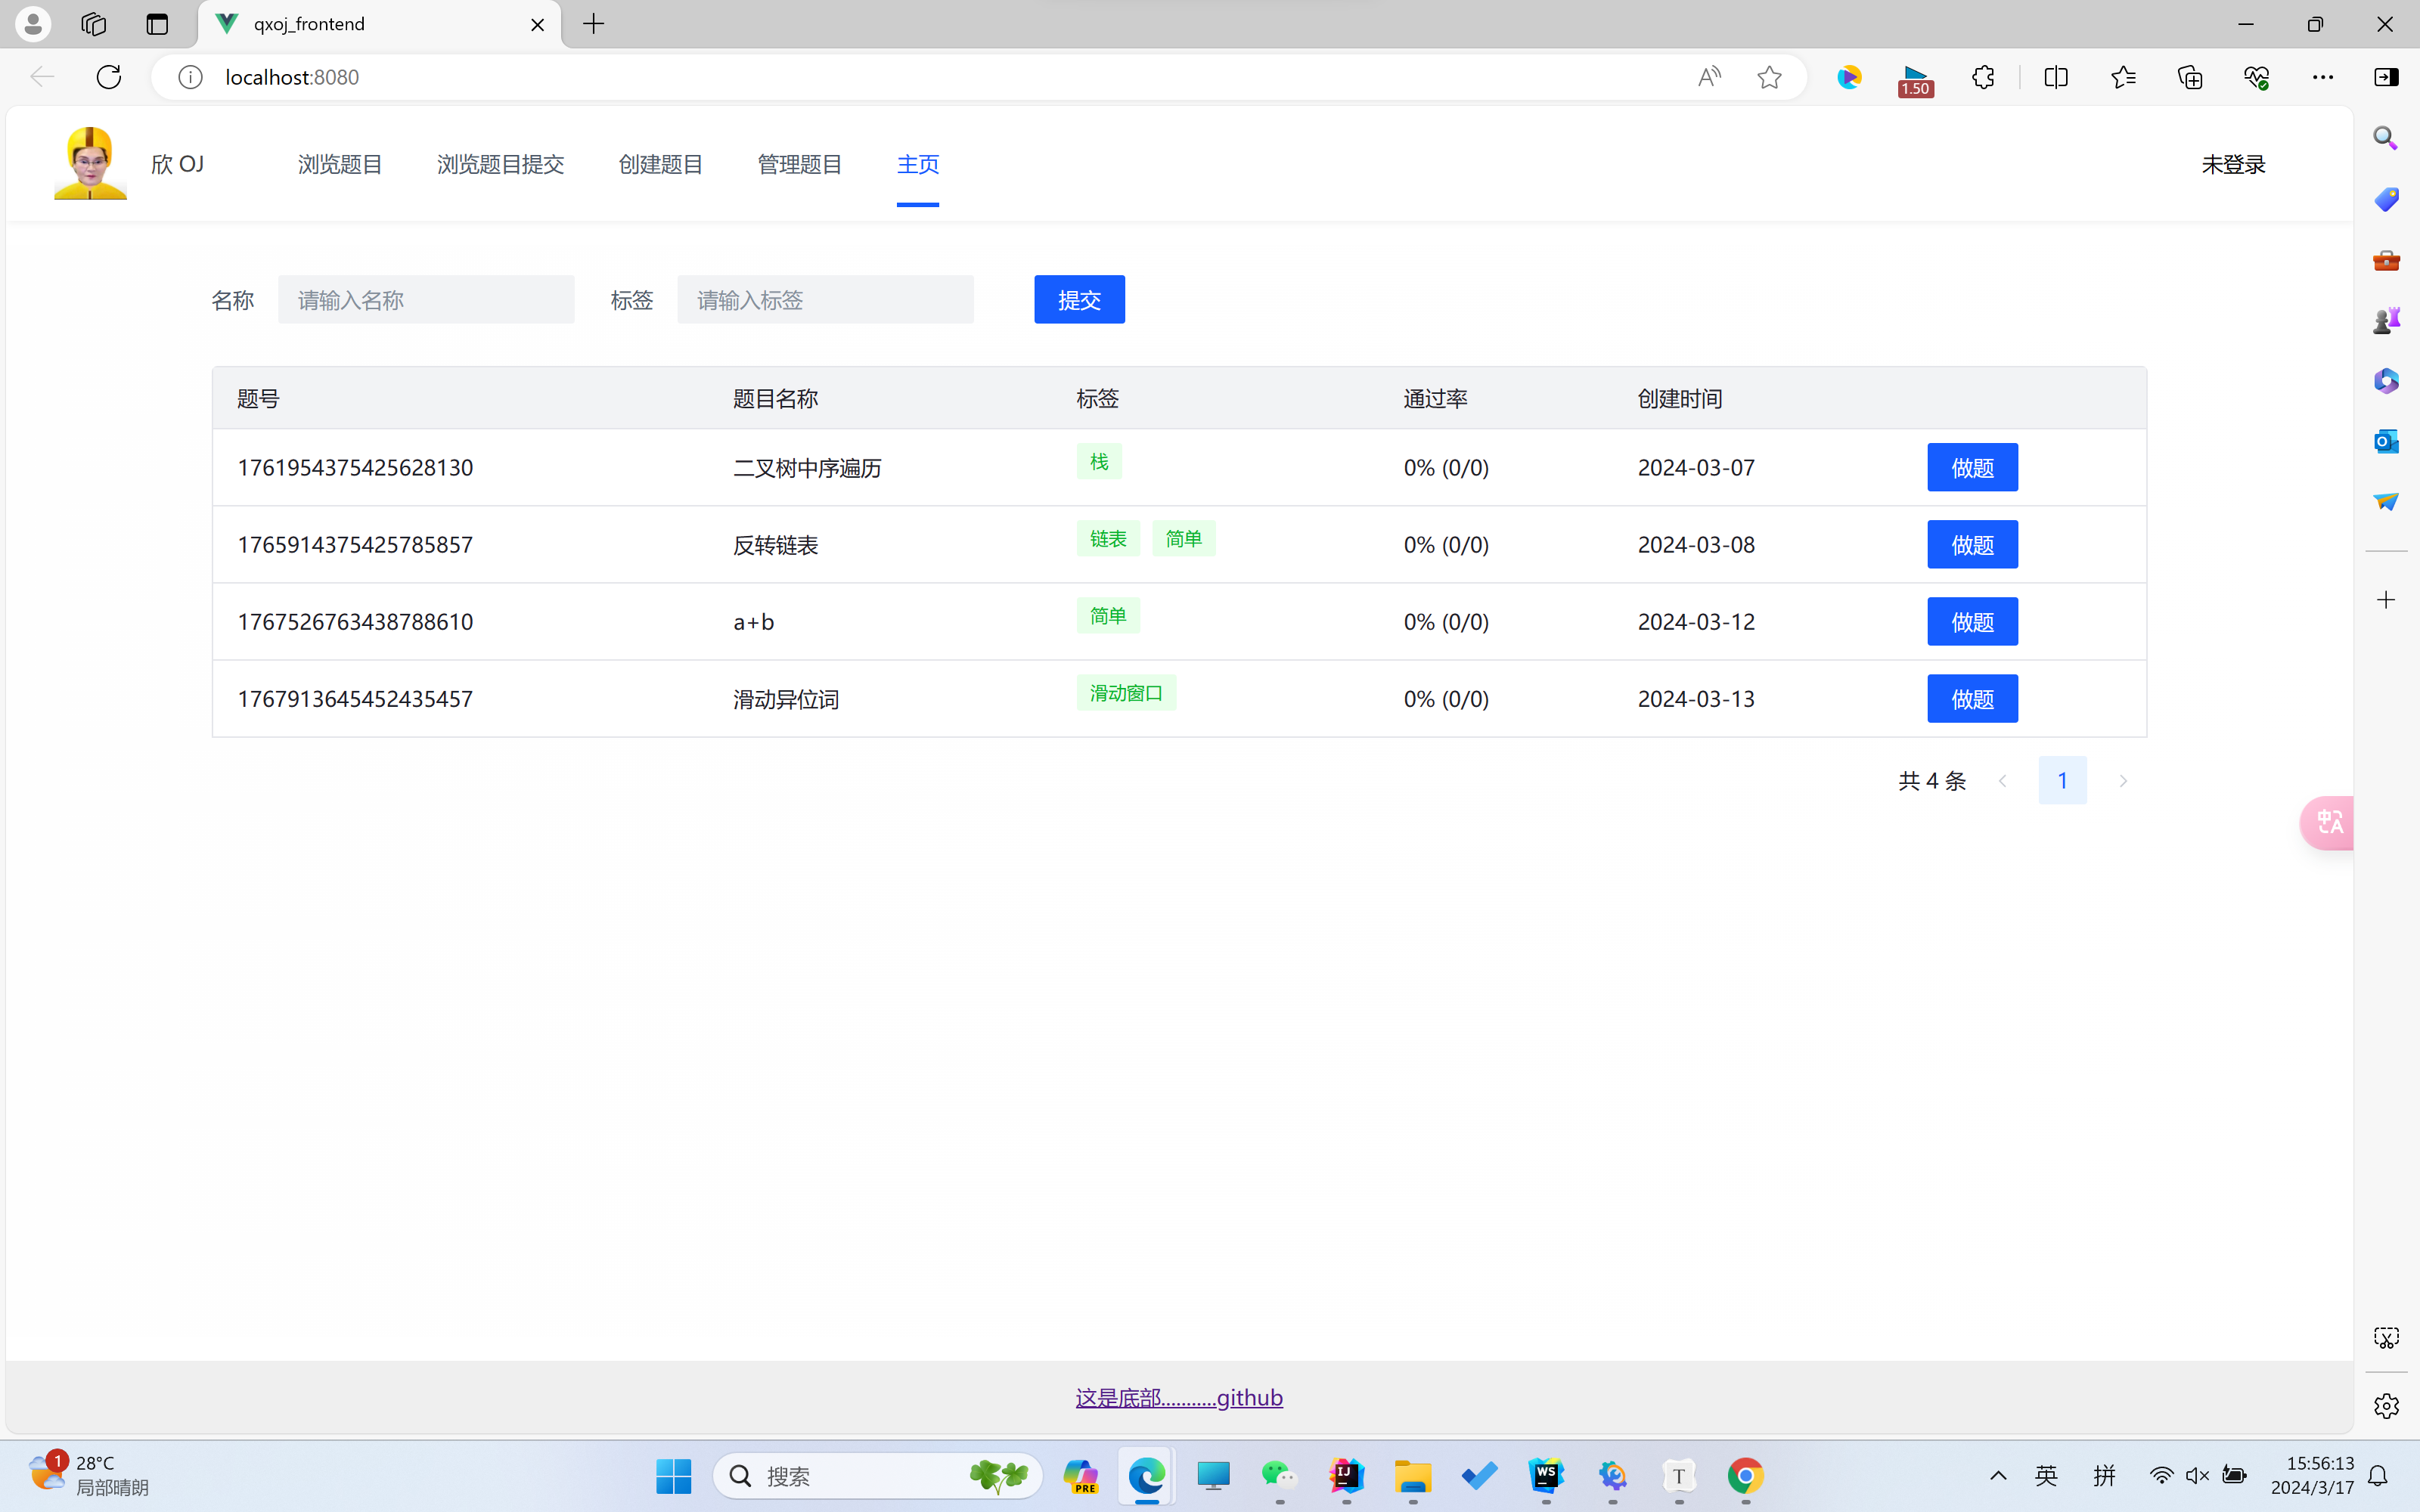 qxoj_frontend
localhost:8080
1.50
欣 OJ 浏览题目 浏览题目提交 创建题目 管理题目 主页 未登录
名称 请输入名称 标签 请输入标签 提交
题号 题目名称 标签 通过率 创建时间
1761954375425628130 二叉树中序遍历 栈 0% (0/0) 2024-03-07 做题
1765914375425785857 反转链表 链表 简单 0% (0/0) 2024-03-08 做题
1767526763438788610 a+b 简单 0% (0/0) 2024-03-12 做题
1767913645452435457 滑动异位词 滑动窗口 0% (0/0) 2024-03-13 做题
共 4 条 1
中A
这是底部...........github
1 28°C
局部晴朗
搜索
PRE
IJ
WS
T
英 拼
15:56:13
2024/3/17